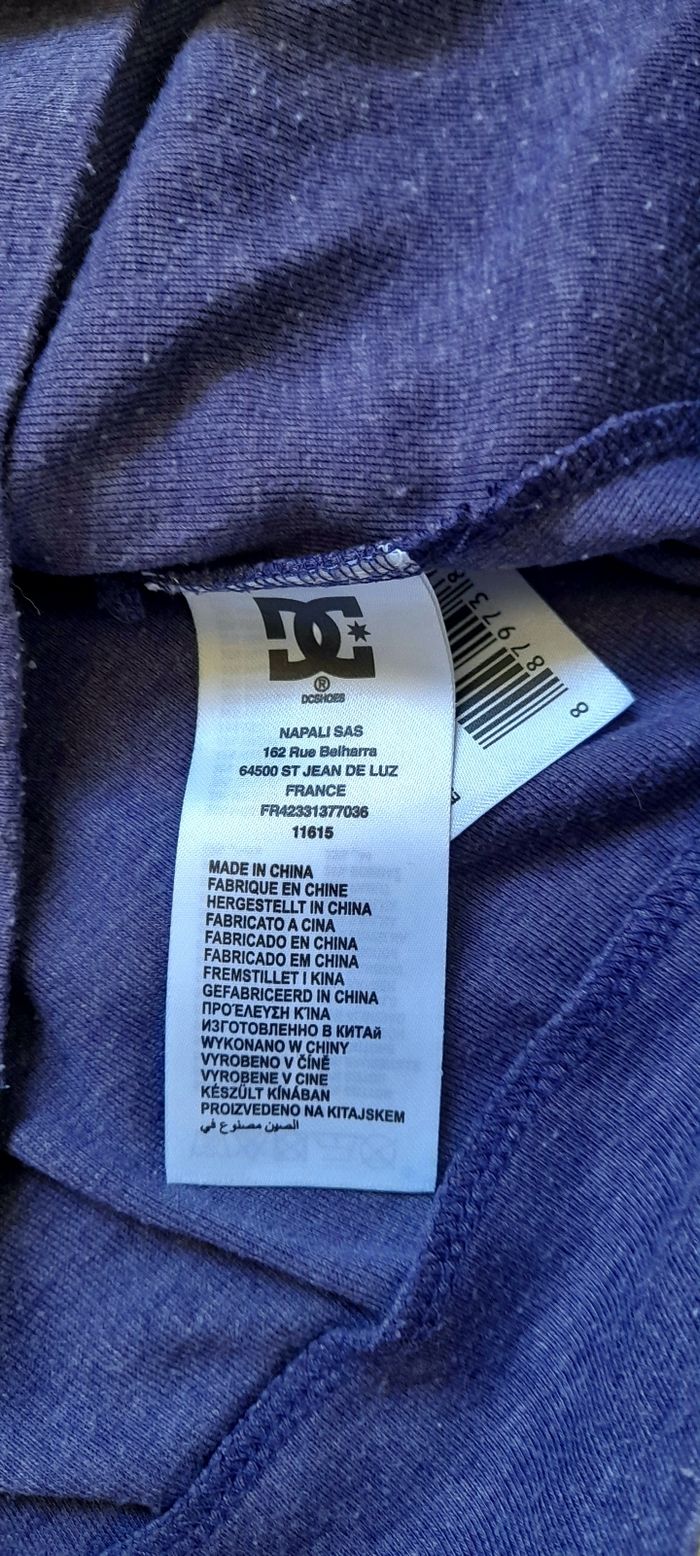 DC
®
DCSHOES
NAPALI SAS
162 Rue Belharra
64500 ST JEAN DE LUZ
FRANCE
FR42331377036
11615
MADE IN CHINA
FABRIQUE EN CHINE
HERGESTELLT IN CHINA
FABRICATO A CINA
FABRICADO EN CHINA
FABRICADO EM CHINA
FREMSTILLET I KINA
GEFABRICEERD IN CHINA
ΠΡΟΈΛΕΥΣΗ ΚΊΝΑ
ИЗГОТОВЛЕННО В КИТАй
WYKONANO W CHINY
VYROBENO V ČÍNĚ
VYROBENE V CINE
KÉSZÜLT KÍNÁBAN
PROIZVEDENO NA KITAJSKEM
الصين مصنوع في
8 87973